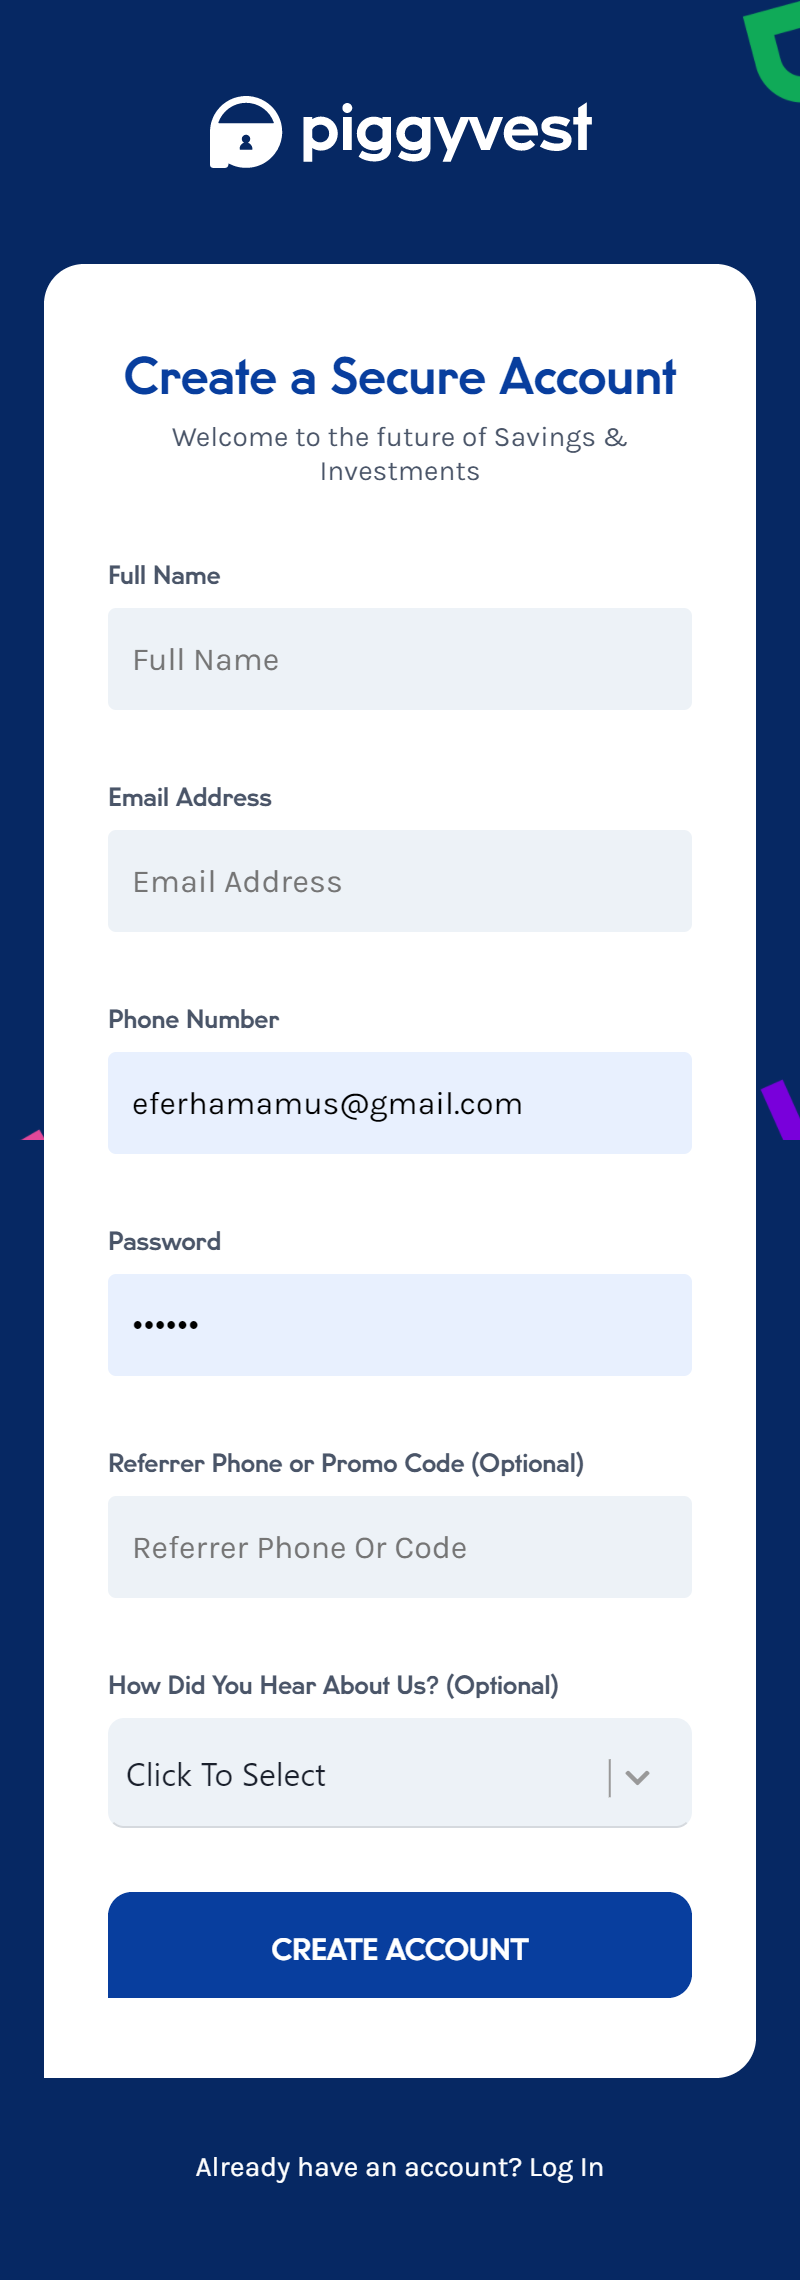 piggyvest
Create a Secure Account
Welcome to the future of Savings &
Investments
Full Name
Full Name
Email Address
Email Address
Phone Number
eferhamamus@gmail.com
Password
••••••
Referrer Phone or Promo Code (Optional)
Referrer Phone Or Code
How Did You Hear About Us? (Optional)
Click To Select
CREATE ACCOUNT
Already have an account? Log In